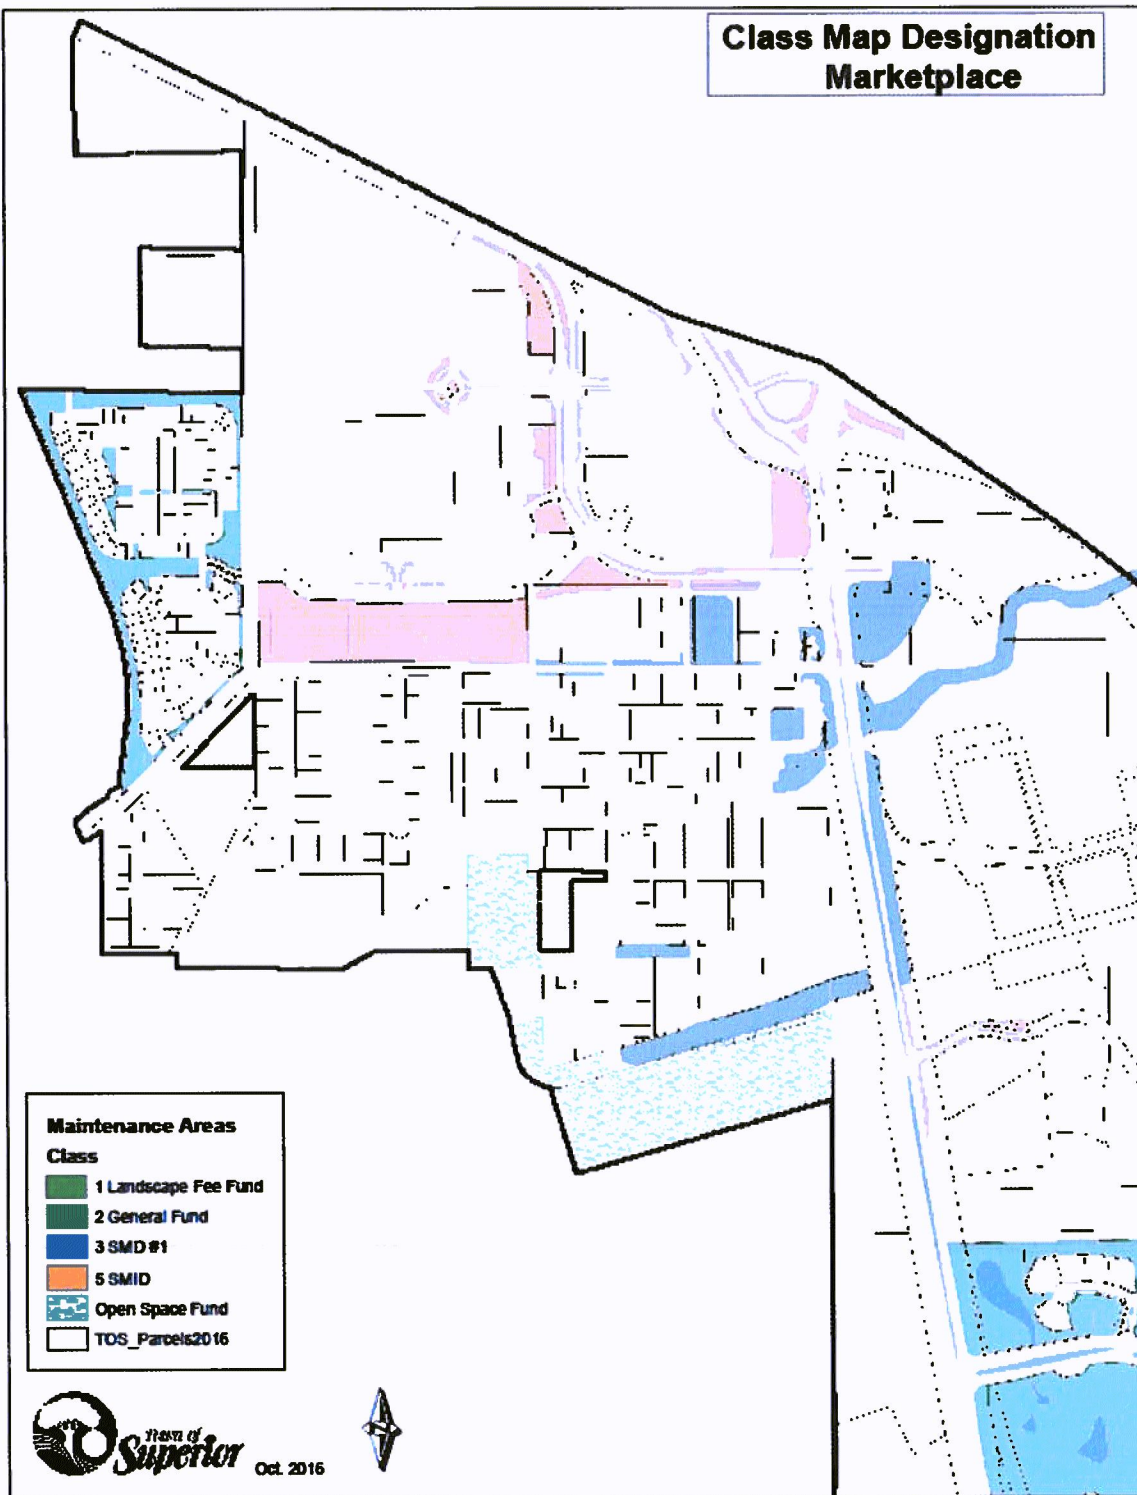 Class Map Designation
Marketplace
Maintenance Areas
Class
1 Landscape Fee Fund
2 General Fund
3 SMD #1
5 SMID
Open Space Fund
TOS_Parcels2016
Town of
Superior
Oct. 2016
N